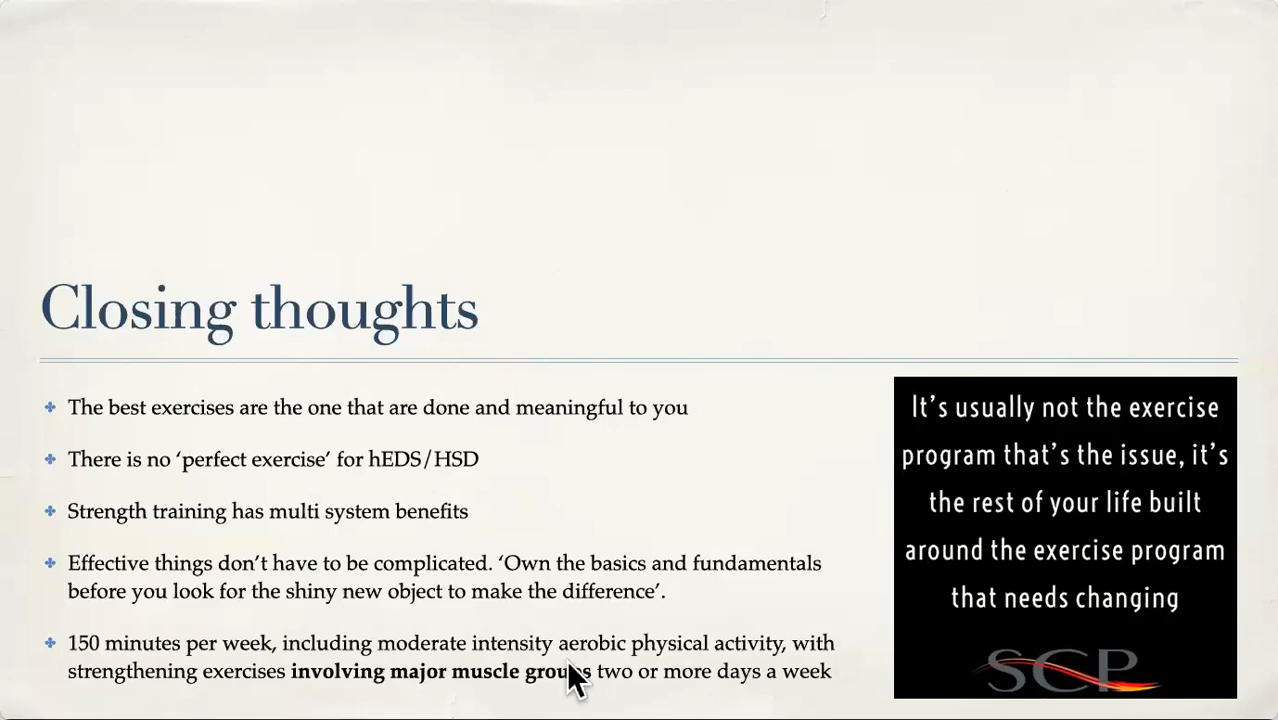 Closing thoughts
The best exercises are the one that are done and meaningful to you
There is no ‘perfect exercise’ for hEDS/HSD
Strength training has multi system benefits
Effective things don’t have to be complicated. ‘Own the basics and fundamentals
before you look for the shiny new object to make the difference’.
150 minutes per week, including moderate intensity aerobic physical activity, with
strengthening exercises involving major muscle groups two or more days a week
It’s usually not the exercise
program that’s the issue, it’s
the rest of your life built
around the exercise program
that needs changing
SCP